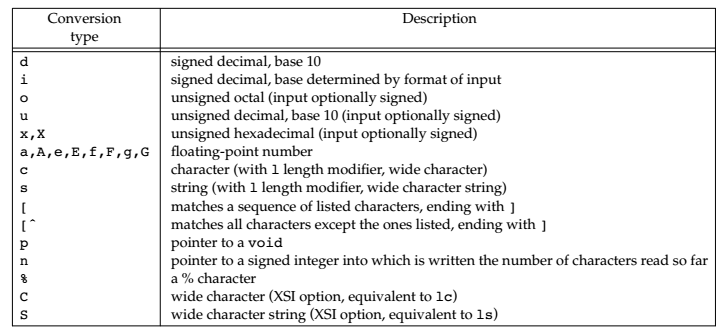 Conversion Description
type
d signed decimal, base 10
i signed decimal, base determined by format of input
o unsigned octal (input optionally signed)
u unsigned decimal, base 10 (input optionally signed)
x,X unsigned hexadecimal (input optionally signed)
a,A,e,E,f,F,g,G floating-point number
c character (with l length modifier, wide character)
s string (with l length modifier, wide character string)
[ matches a sequence of listed characters, ending with ]
[^ matches all characters except the ones listed, ending with ]
p pointer to a void
n pointer to a signed integer into which is written the number of characters read so far
% a % character
C wide character (XSI option, equivalent to lc)
S wide character string (XSI option, equivalent to ls)